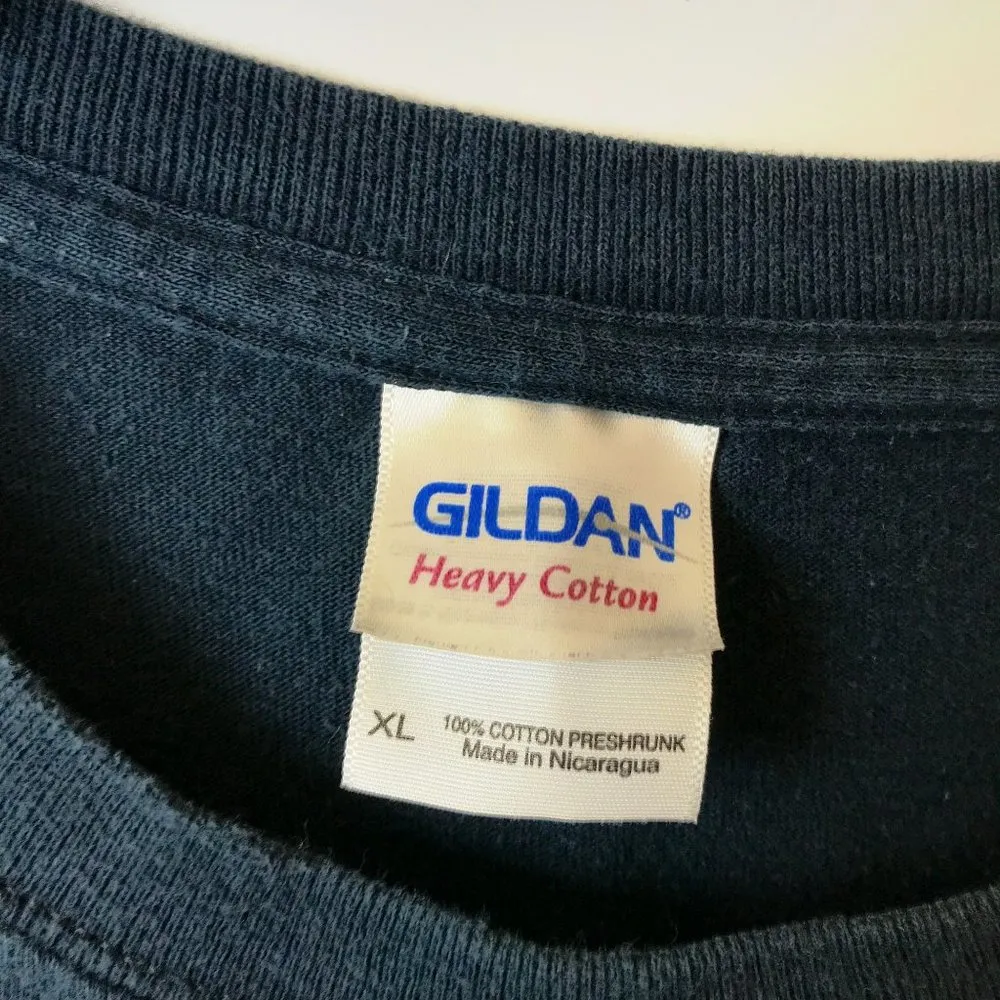 GILDAN®
Heavy Cotton
XL
100% COTTON PRESHRUNK
Made in Nicaragua